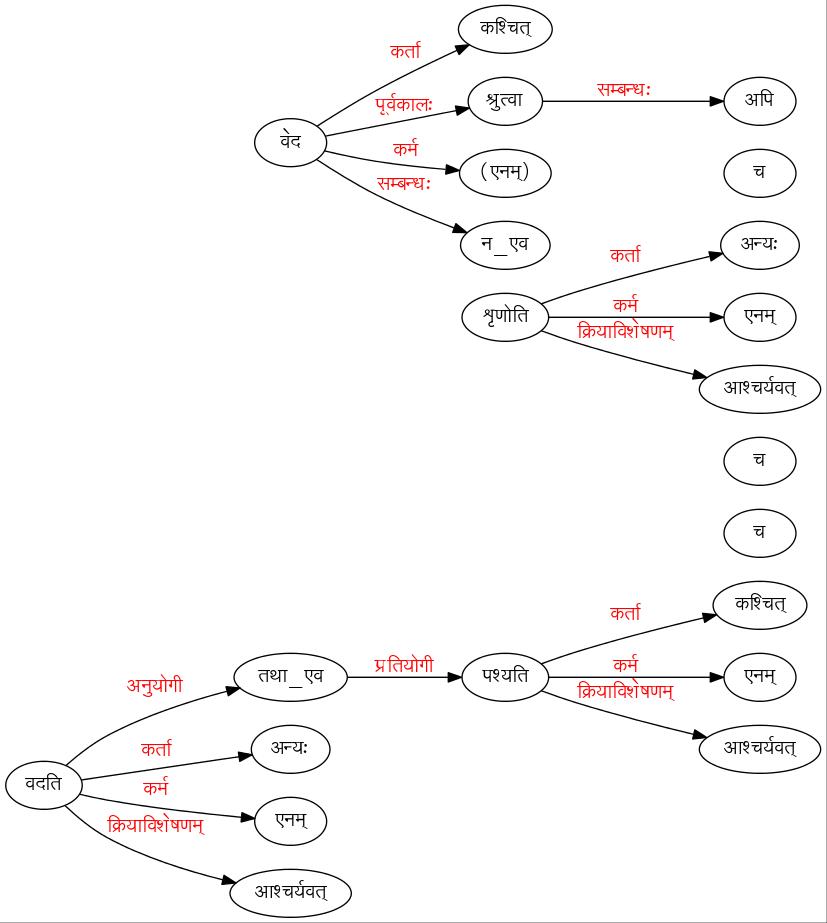 कश्चित्
कर्ता
पूर्वकालः
श्रुत्वा
सम्बन्धः
अपि
वेद
कर्म
(एनम्)
च
सम्बन्धः
न_एव
कर्ता
अन्यः
शृणोति
कर्म
एनम्
क्रियाविशेषणम्
आश्चर्यवत्
च
च
कर्ता
कश्चित्
अनुयोगी
तथा_एव
प्रतियोगी
पश्यति
कर्म
एनम्
क्रियाविशेषणम्
आश्चर्यवत्
कर्ता
अन्यः
वदति
कर्म
एनम्
क्रियाविशेषणम्
आश्चर्यवत्